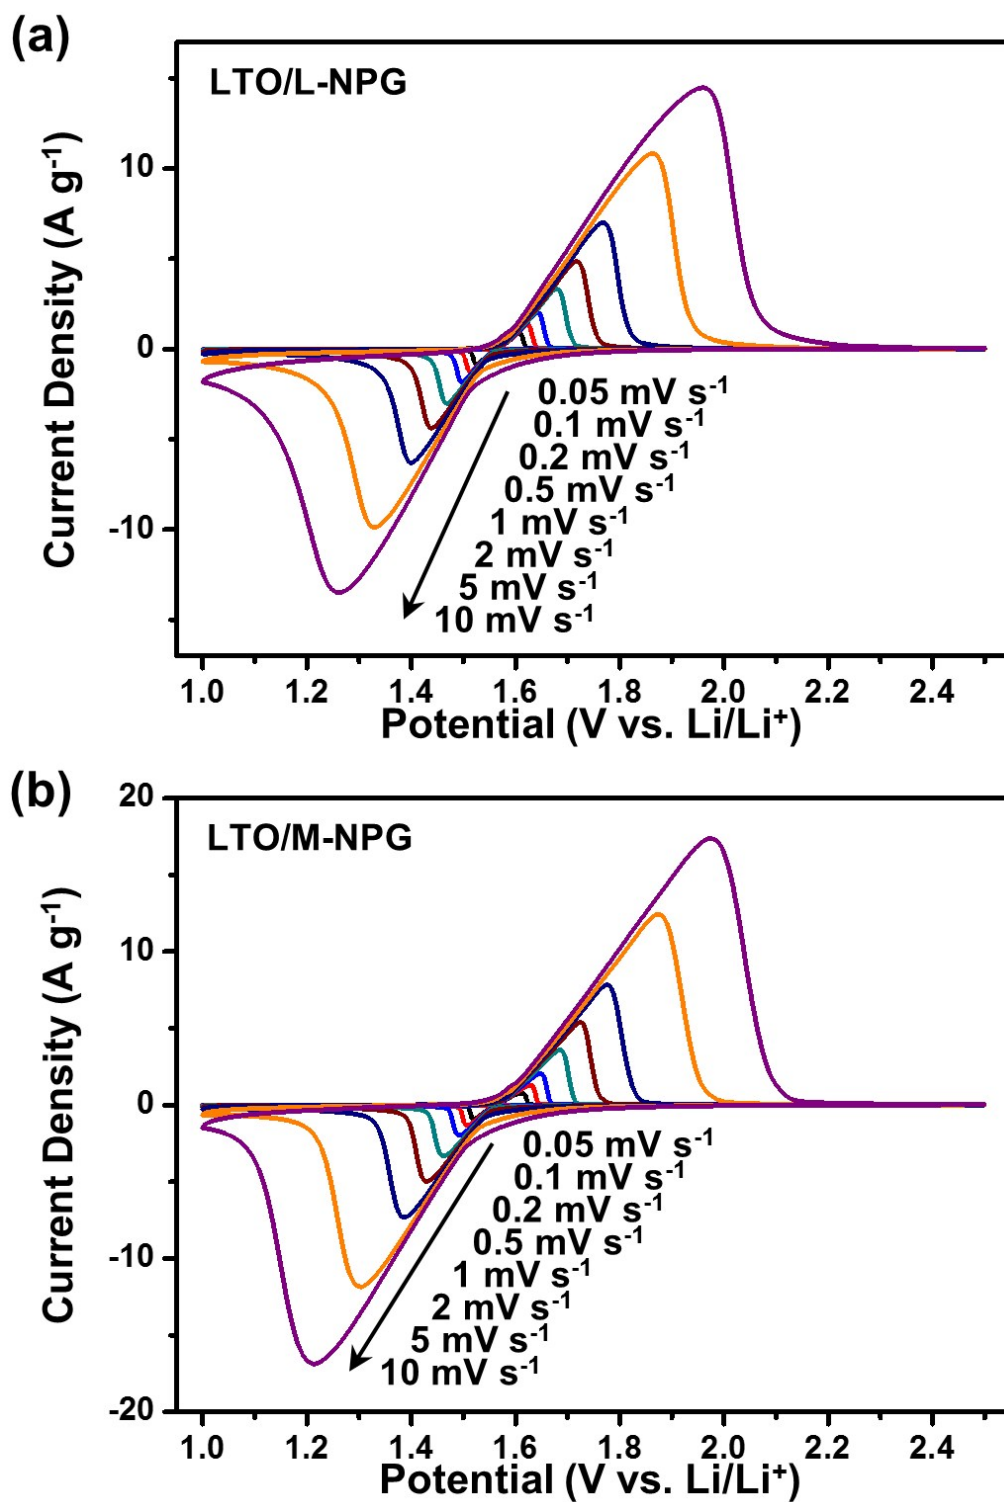 (a)
LTO/L-NPG
Current Density (A g⁻¹)
10
0
-10
0.05 mV s⁻¹
0.1 mV s⁻¹
0.2 mV s⁻¹
0.5 mV s⁻¹
1 mV s⁻¹
2 mV s⁻¹
5 mV s⁻¹
10 mV s⁻¹
1.0 1.2 1.4 1.6 1.8 2.0 2.2 2.4
Potential (V vs. Li/Li⁺)
(b)
LTO/M-NPG
Current Density (A g⁻¹)
20
10
0
-10
-20
0.05 mV s⁻¹
0.1 mV s⁻¹
0.2 mV s⁻¹
0.5 mV s⁻¹
1 mV s⁻¹
2 mV s⁻¹
5 mV s⁻¹
10 mV s⁻¹
1.0 1.2 1.4 1.6 1.8 2.0 2.2 2.4
Potential (V vs. Li/Li⁺)